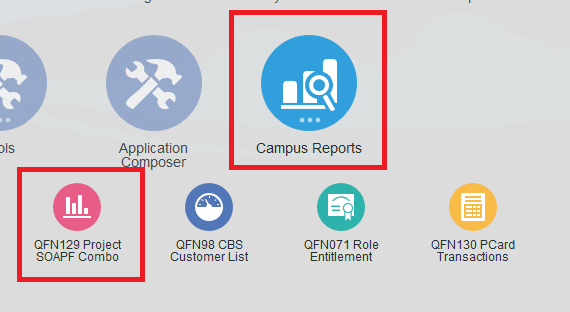 ols
Application
Composer
Campus Reports
QFN129 Project
SOAPF Combo
QFN98 CBS
Customer List
QFN071 Role
Entitlement
QFN130 PCard
Transactions